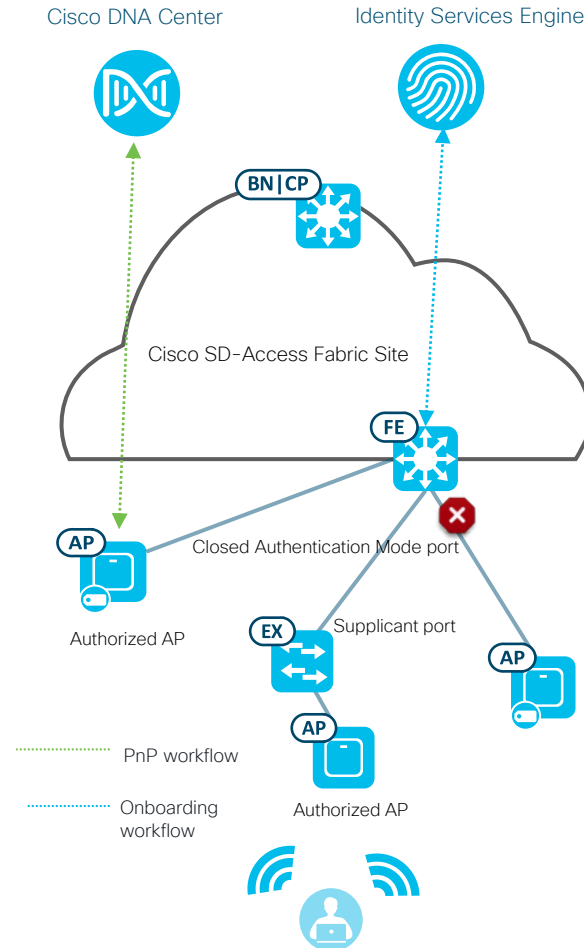 Cisco DNA Center
Identity Services Engine
BN|CP
Cisco SD-Access Fabric Site
FE
AP
Closed Authentication Mode port
Authorized AP
EX
Supplicant port
AP
AP
PnP workflow
Onboarding
workflow
Authorized AP